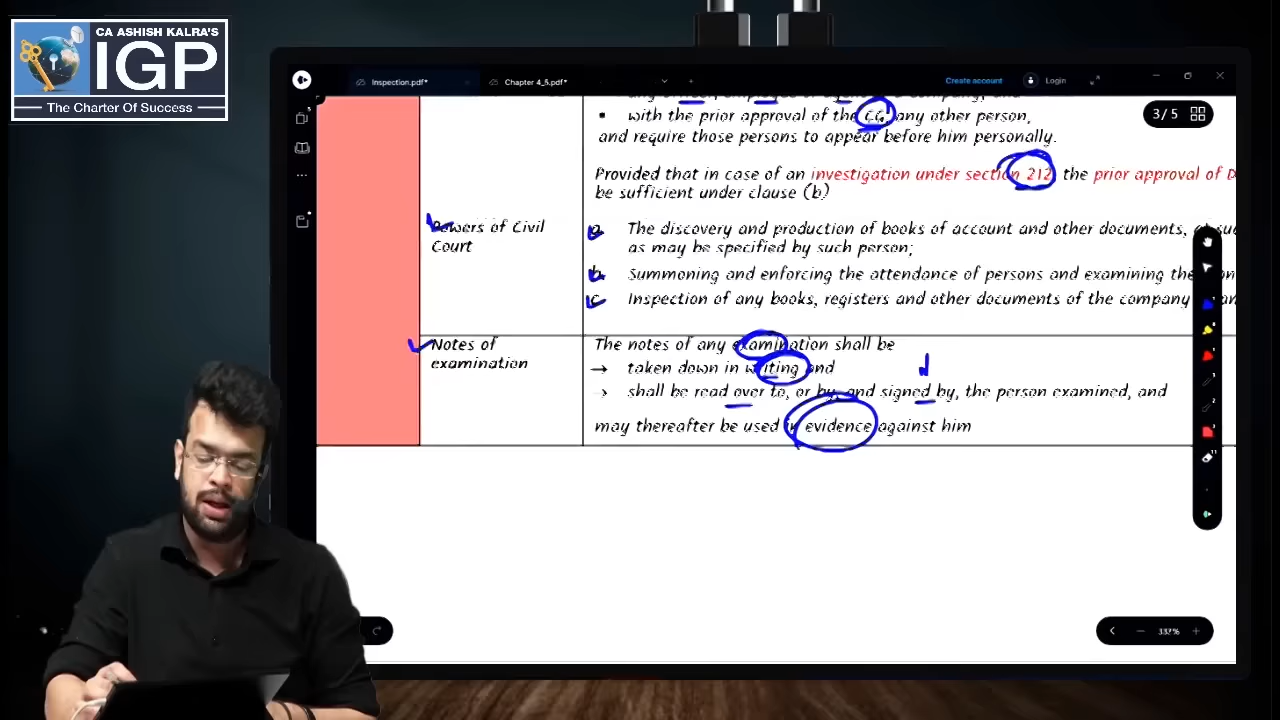 CA ASHISH KALRA'S
IGP
The Charter Of Success
Inspection.pdf*
Chapter 4_5.pdf*
Create account
Login
3/5
with the prior approval of the CG, any other person,
and require those persons to appear before him personally.
Provided that in case of an investigation under section 212, the prior approval of D
be sufficient under clause (b)
Powers of Civil
Court
a. The discovery and production of books of account and other documents, at
as may be specified by such person;
b. Summoning and enforcing the attendance of persons and examining
c. Inspection of any books, registers and other documents of the company
Notes of
examination
The notes of any examination shall be
→ taken down in writing and
→ shall be read over to, or by, and signed by, the person examined, and
may thereafter be used in evidence against him
337%